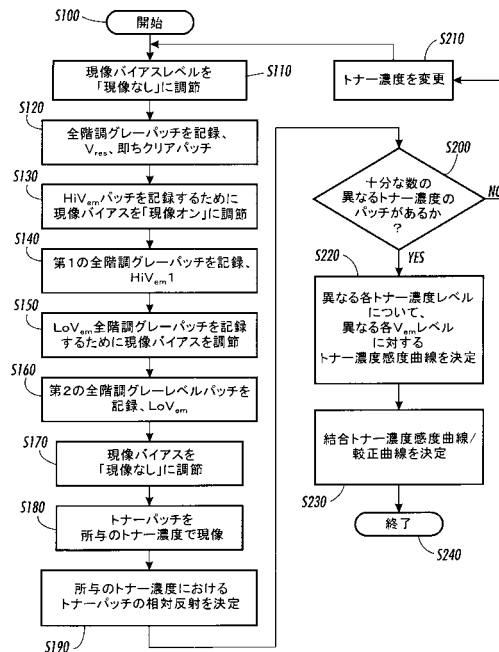 S100
開始
S110
現像バイアスレベルを
「現像なし」に調節
S120
全階調グレーパッチを記録、
Vres、即ちクリアパッチ
S130
HiVemパッチを記録するために
現像バイアスを「現像オン」に調節
S140
第1の全階調グレーパッチを記録、
HiVem1
S150
LoVem全階調グレーパッチを記録
するために現像バイアスを調節
S160
第2の全階調グレーレベルパッチを
記録、LoVem
S170
現像バイアスを
「現像なし」に調節
S180
トナーパッチを
所与のトナー濃度で現像
所与のトナー濃度における
トナーパッチの相対反射を決定
S190
S210
トナー濃度を変更
S200
十分な数の
異なるトナー濃度の
パッチがあるか
?
NO
YES
S220
異なる各トナー濃度レベル
について、
異なる各Vemレベル
に対する
トナー濃度感度曲線を決定
結合トナー濃度感度曲線/
較正曲線を決定
S230
終了
S240